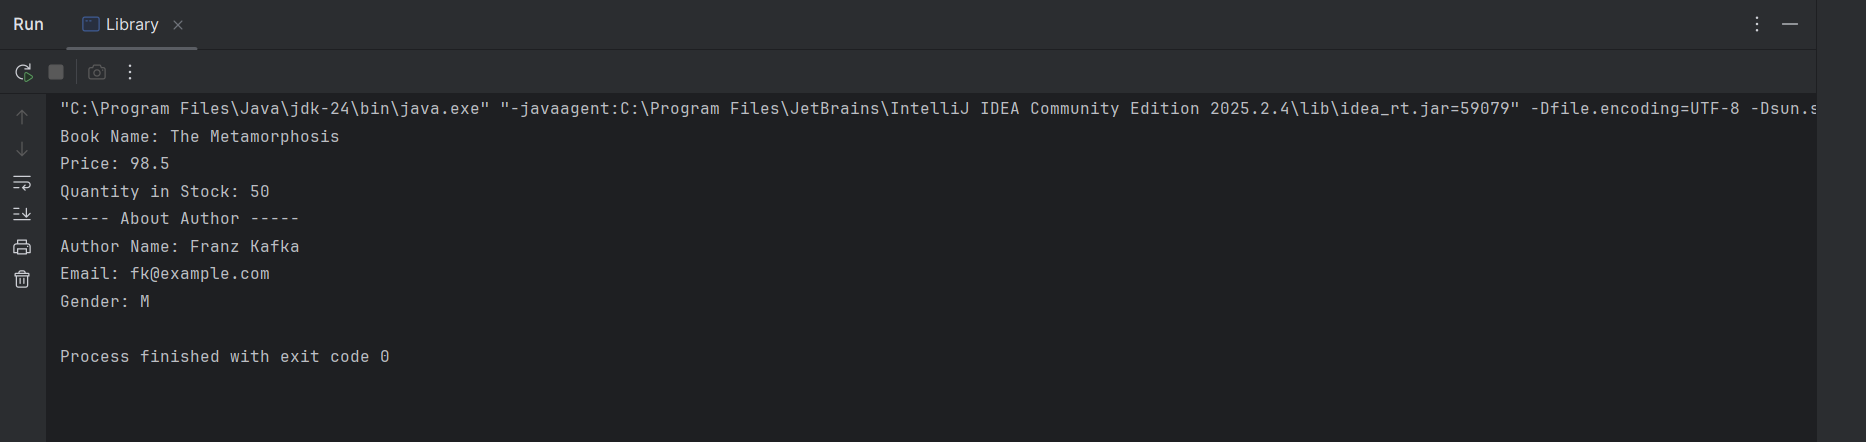 Run Library
"C:\Program Files\Java\jdk-24\bin\java.exe" "-javaagent:C:\Program Files\JetBrains\IntelliJ IDEA Community Edition 2025.2.4\lib\idea_rt.jar=59079" -Dfile.encoding=UTF-8 -Dsun.s
Book Name: The Metamorphosis
Price: 98.5
Quantity in Stock: 50
----- About Author -----
Author Name: Franz Kafka
Email: fk@example.com
Gender: M
Process finished with exit code 0